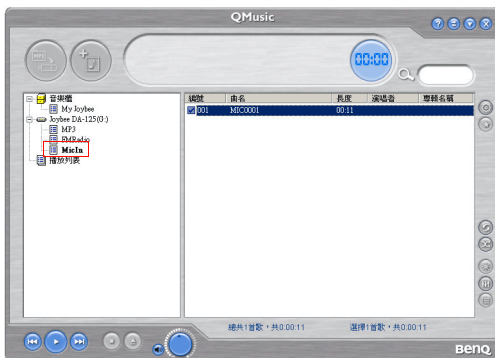 QMusic
00:00
音樂櫃
My Joybee
Joybee DA-125(G:)
MP3
FMRadio
MicIn
播放列表
編號 曲名 長度 演唱者 專輯名稱
001 MIC0001 00:11
總共1首歌，共0:00:11 選擇1首歌，共0:00:11
BenQ